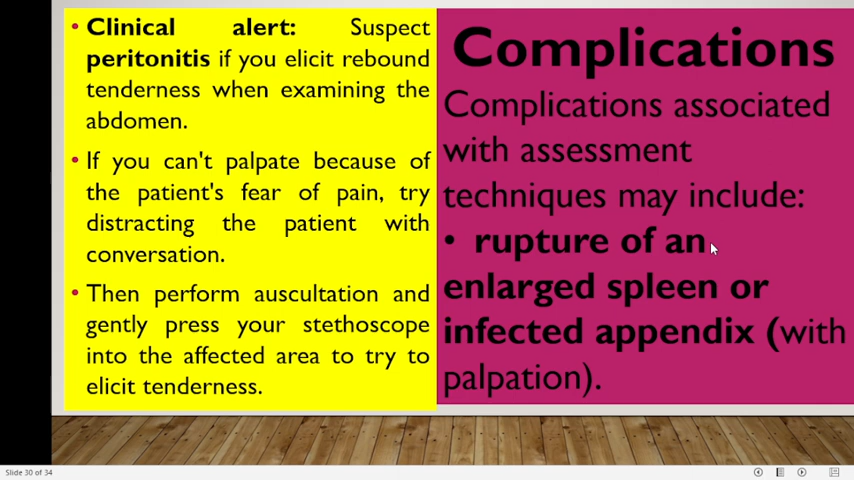 • Clinical alert: Suspect
peritonitis if you elicit rebound
tenderness when examining the
abdomen.
• If you can't palpate because of
the patient's fear of pain, try
distracting the patient with
conversation.
• Then perform auscultation and
gently press your stethoscope
into the affected area to try to
elicit tenderness.
Complications
Complications associated
with assessment
techniques may include:
• rupture of an
enlarged spleen or
infected appendix (with
palpation).
Slide 30 of 34